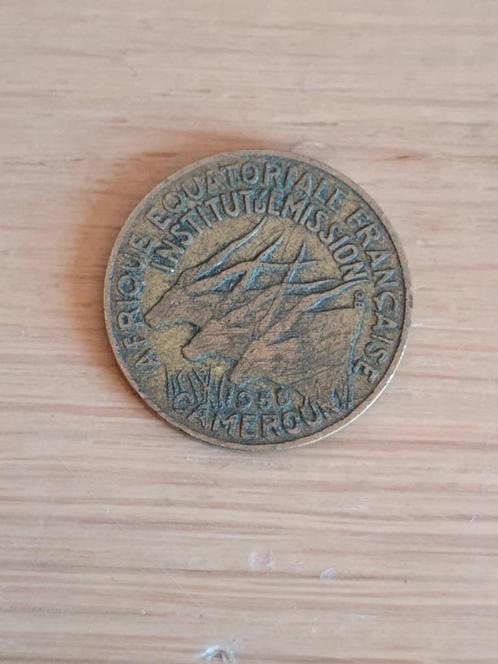 AFRIQUE EQUATORIALE FRANÇAISE
INSTITUT d'EMISSION
CAMEROUN